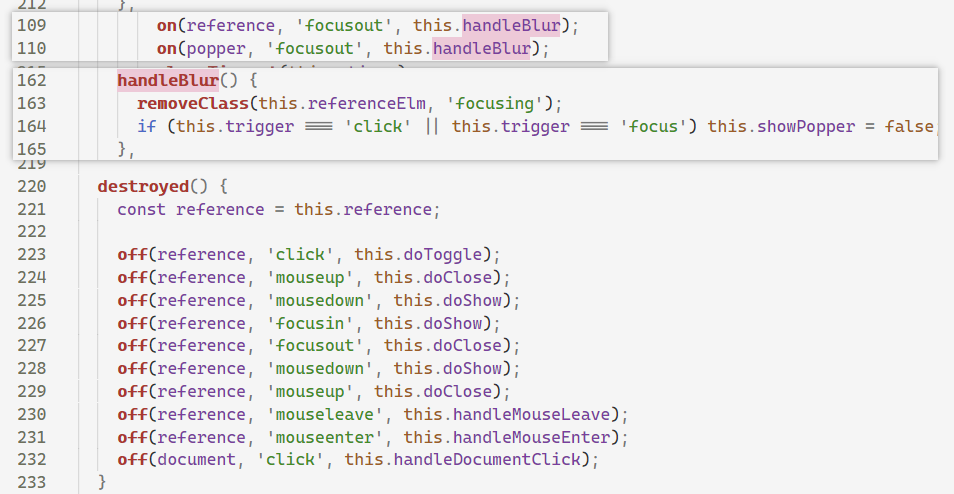 212 },
109 on(reference, 'focusout', this.handleBlur);
110 on(popper, 'focusout', this.handleBlur);
162 handleBlur() {
163 removeClass(this.referenceElm, 'focusing');
164 if (this.trigger === 'click' || this.trigger === 'focus') this.showPopper = false;
165 },
219
220 destroyed() {
221 const reference = this.reference;
222
223 off(reference, 'click', this.doToggle);
224 off(reference, 'mouseup', this.doClose);
225 off(reference, 'mousedown', this.doShow);
226 off(reference, 'focusin', this.doShow);
227 off(reference, 'focusout', this.doClose);
228 off(reference, 'mousedown', this.doShow);
229 off(reference, 'mouseup', this.doClose);
230 off(reference, 'mouseleave', this.handleMouseLeave);
231 off(reference, 'mouseenter', this.handleMouseEnter);
232 off(document, 'click', this.handleDocumentClick);
233 }